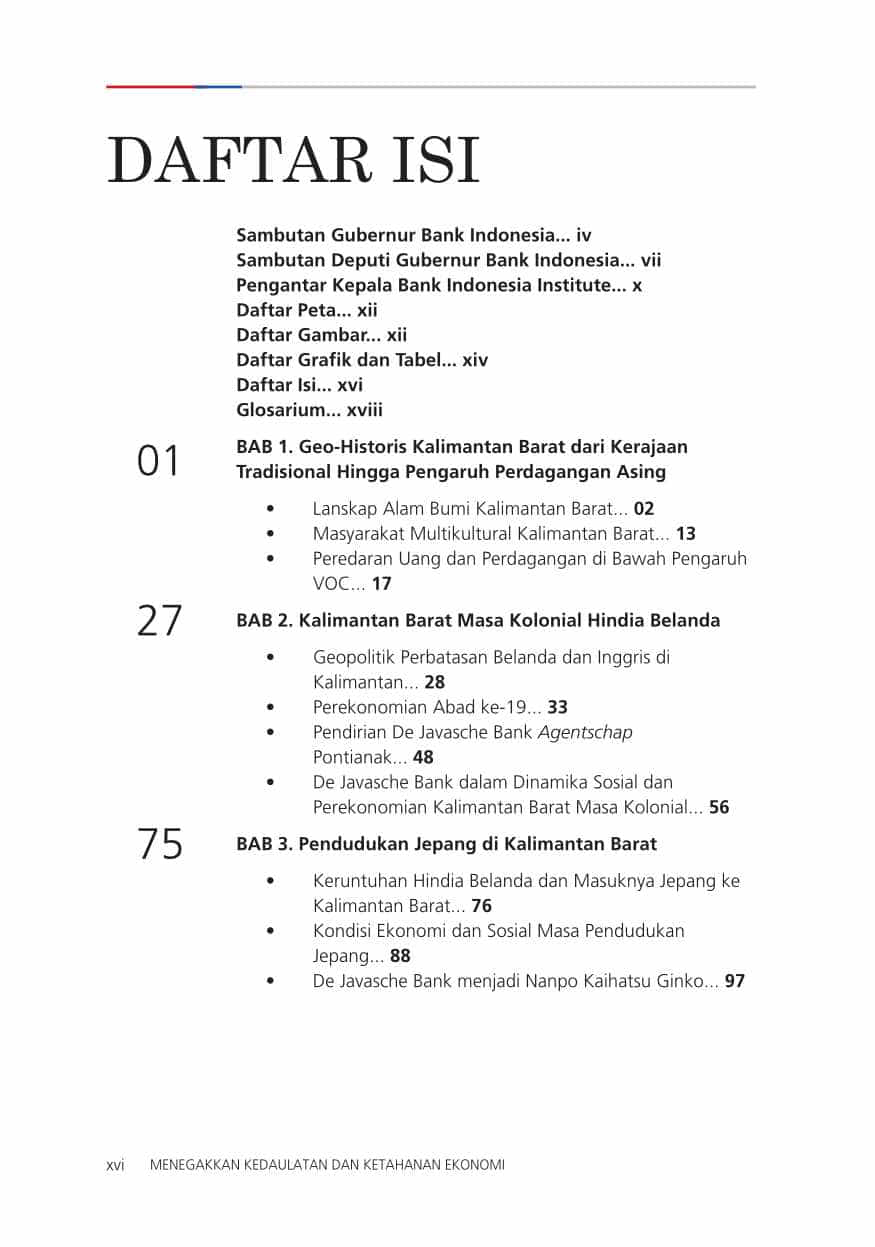 DAFTAR ISI
Sambutan Gubernur Bank Indonesia... iv
Sambutan Deputi Gubernur Bank Indonesia... vii
Pengantar Kepala Bank Indonesia Institute... x
Daftar Peta... xii
Daftar Gambar... xii
Daftar Grafik dan Tabel... xiv
Daftar Isi... xvi
Glosarium... xviii
01
BAB 1. Geo-Historis Kalimantan Barat dari Kerajaan
Tradisional Hingga Pengaruh Perdagangan Asing
• Lanskap Alam Bumi Kalimantan Barat... 02
• Masyarakat Multikultural Kalimantan Barat... 13
• Peredaran Uang dan Perdagangan di Bawah Pengaruh
VOC... 17
27
BAB 2. Kalimantan Barat Masa Kolonial Hindia Belanda
• Geopolitik Perbatasan Belanda dan Inggris di
Kalimantan... 28
• Perekonomian Abad ke-19... 33
• Pendirian De Javasche Bank Agentschap
Pontianak... 48
• De Javasche Bank dalam Dinamika Sosial dan
Perekonomian Kalimantan Barat Masa Kolonial... 56
75
BAB 3. Pendudukan Jepang di Kalimantan Barat
• Keruntuhan Hindia Belanda dan Masuknya Jepang ke
Kalimantan Barat... 76
• Kondisi Ekonomi dan Sosial Masa Pendudukan
Jepang... 88
• De Javasche Bank menjadi Nanpo Kaihatsu Ginko... 97
xvi MENEGAKKAN KEDAULATAN DAN KETAHANAN EKONOMI